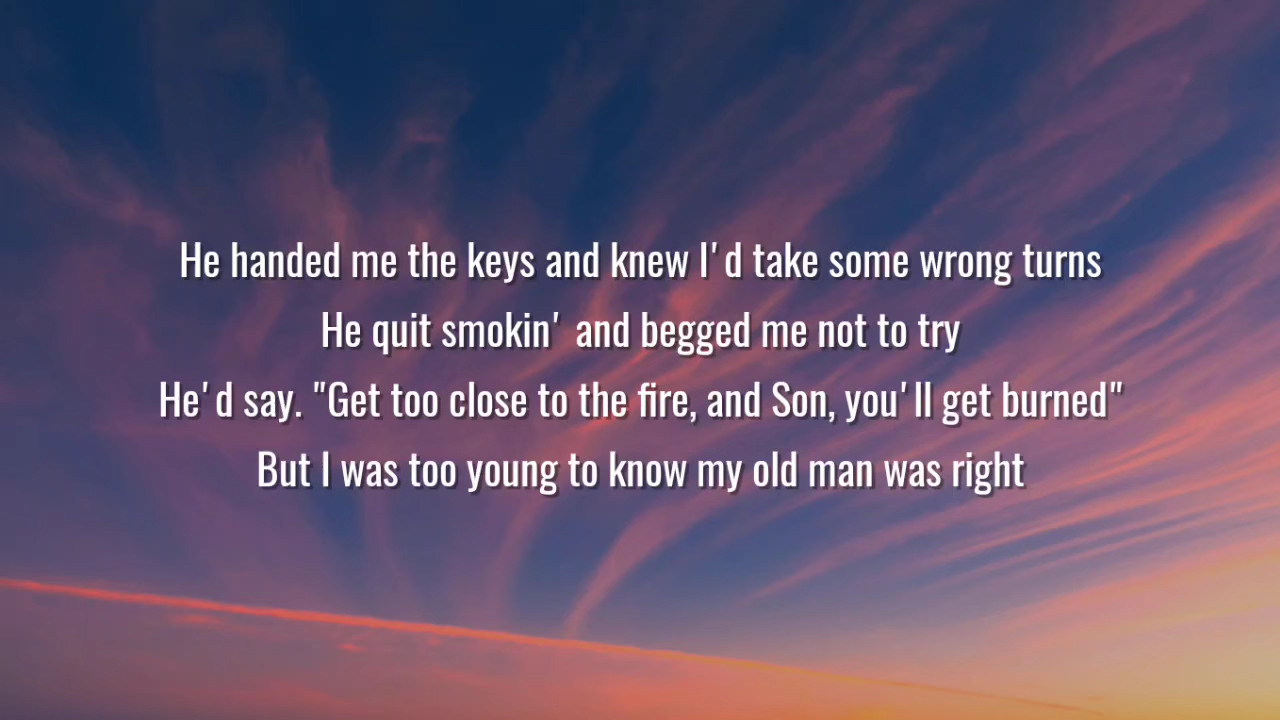 He handed me the keys and knew I'd take some wrong turns
He quit smokin' and begged me not to try
He'd say. "Get too close to the fire, and Son, you'll get burned"
But I was too young to know my old man was right